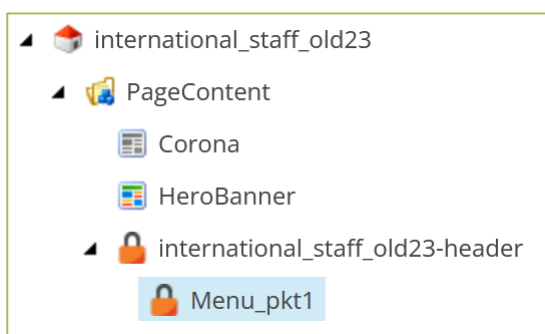 international_staff_old23
PageContent
Corona
HeroBanner
international_staff_old23-header
Menu_pkt1